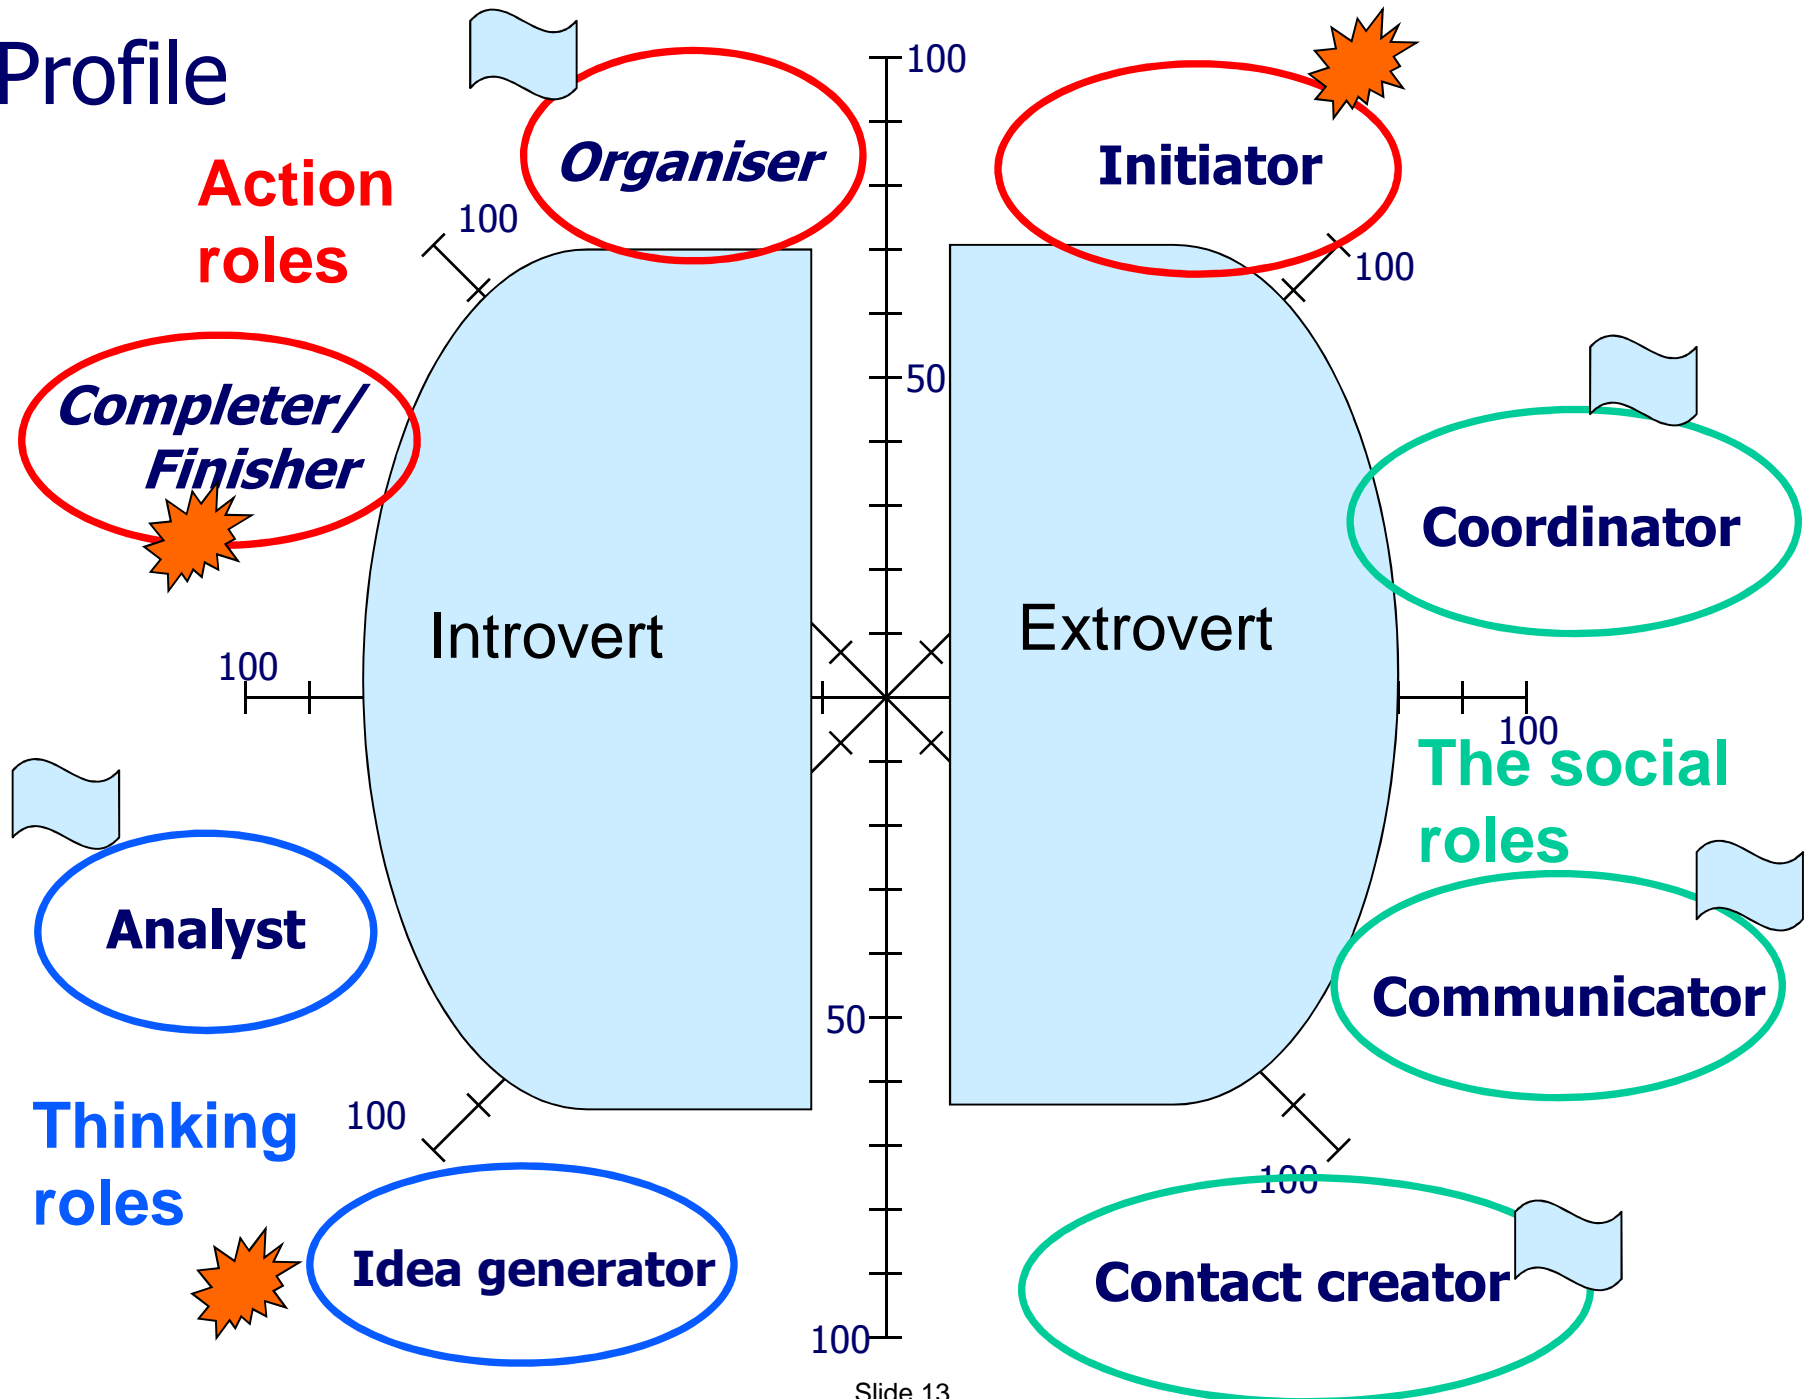 Profile
100
Organiser
Initiator
Action
roles
100
100
50
Completer/
Finisher
Coordinator
Introvert
Extrovert
100
100
The social
roles
Analyst
Communicator
50
Thinking
roles
100
100
Idea generator
Contact creator
100
Slide 13